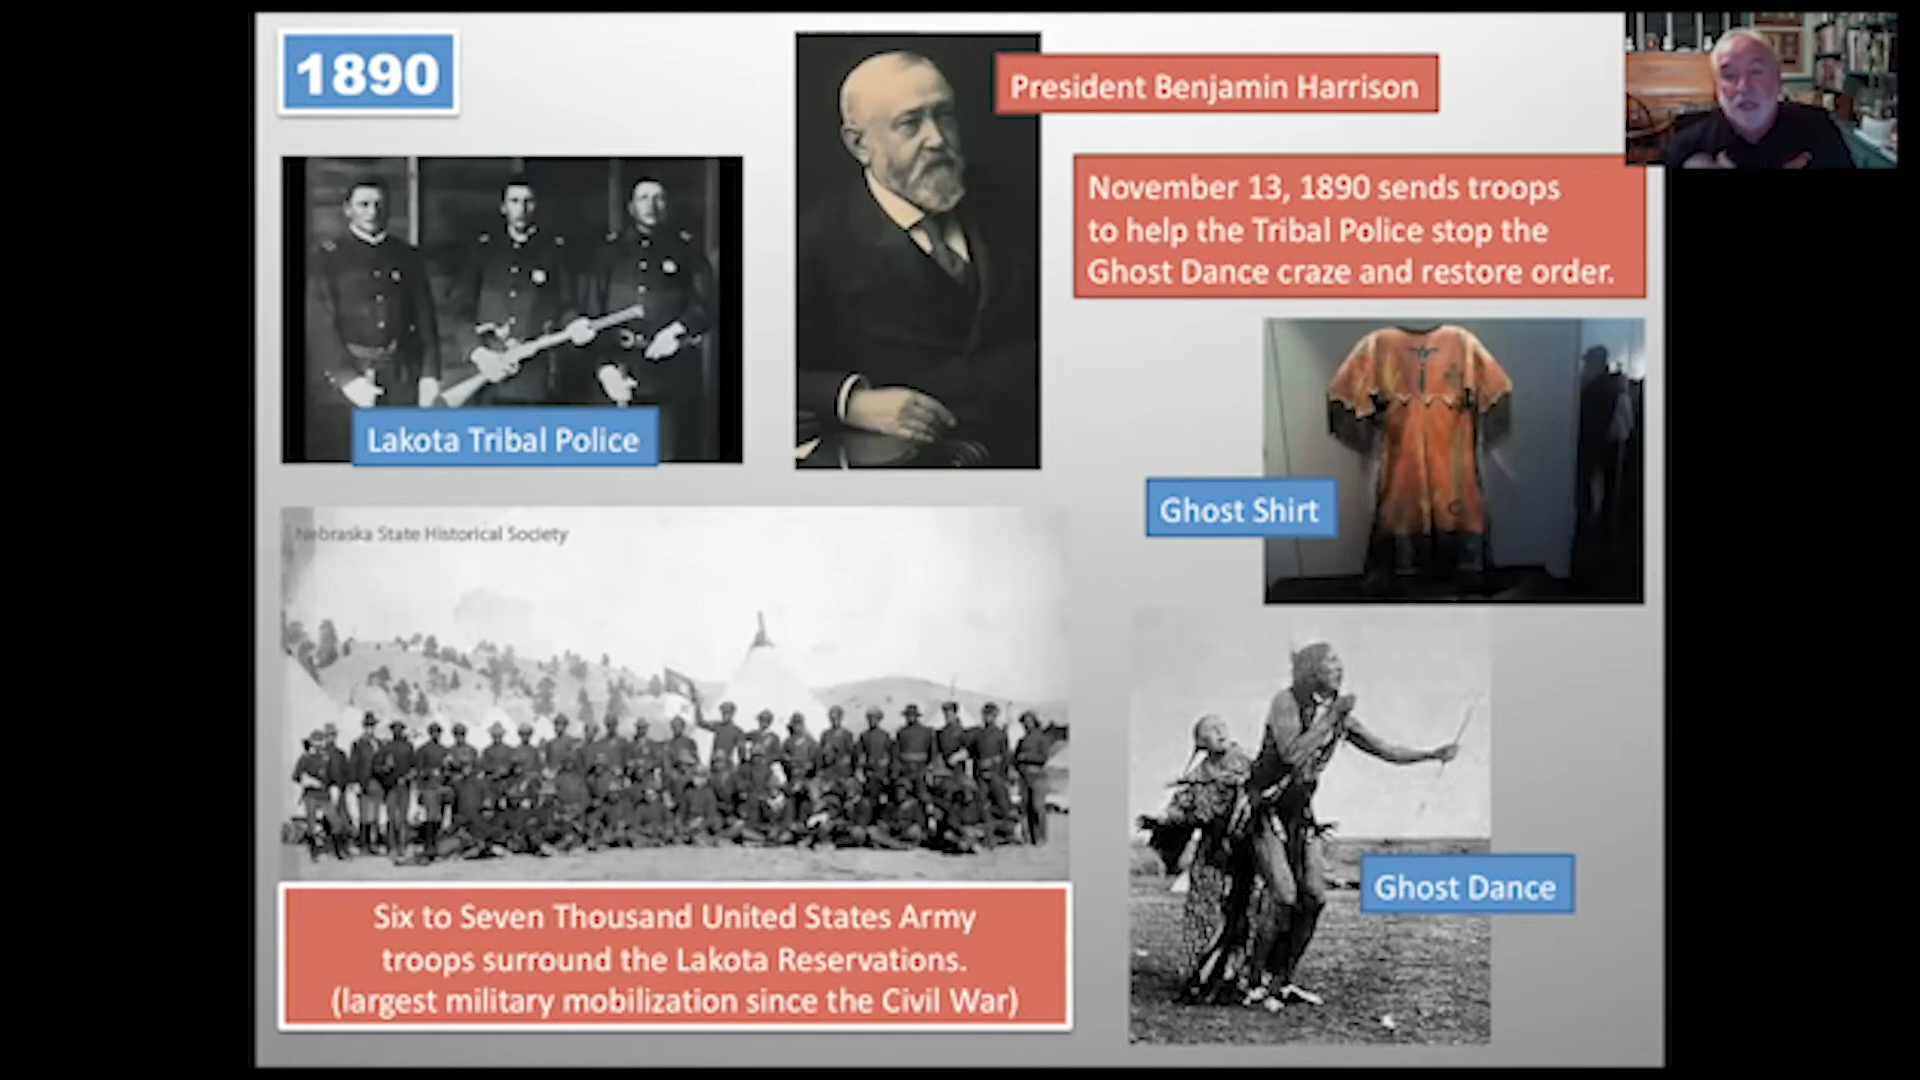 1890
President Benjamin Harrison
November 13, 1890 sends troops
to help the Tribal Police stop the
Ghost Dance craze and restore order.
Lakota Tribal Police
Ghost Shirt
Nebraska State Historical Society
Ghost Dance
Six to Seven Thousand United States Army
troops surround the Lakota Reservations.
(largest military mobilization since the Civil War)